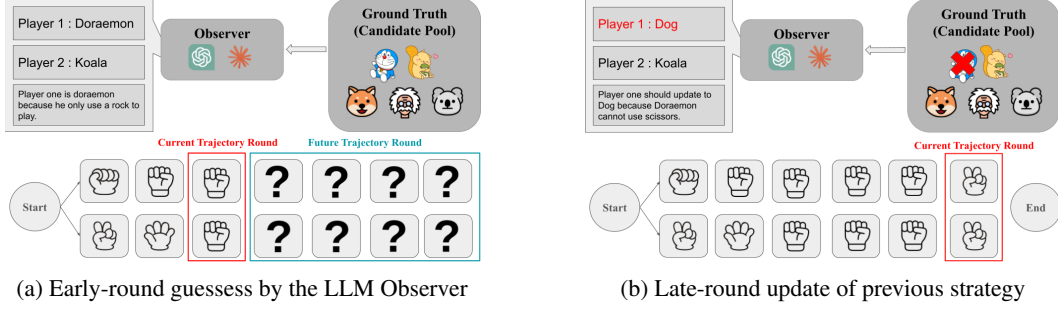 Player 1 : Doraemon
Player 2 : Koala
Player one is doraemon
because he only use a rock to
play.
Observer
Ground Truth
(Candidate Pool)
Current Trajectory Round
Future Trajectory Round
Start
? ? ? ?
? ? ? ?
(a) Early-round guessess by the LLM Observer
Player 1 : Dog
Player 2 : Koala
Player one should update to
Dog because Doraemon
cannot use scissors.
Observer
Ground Truth
(Candidate Pool)
Current Trajectory Round
Start
End
(b) Late-round update of previous strategy